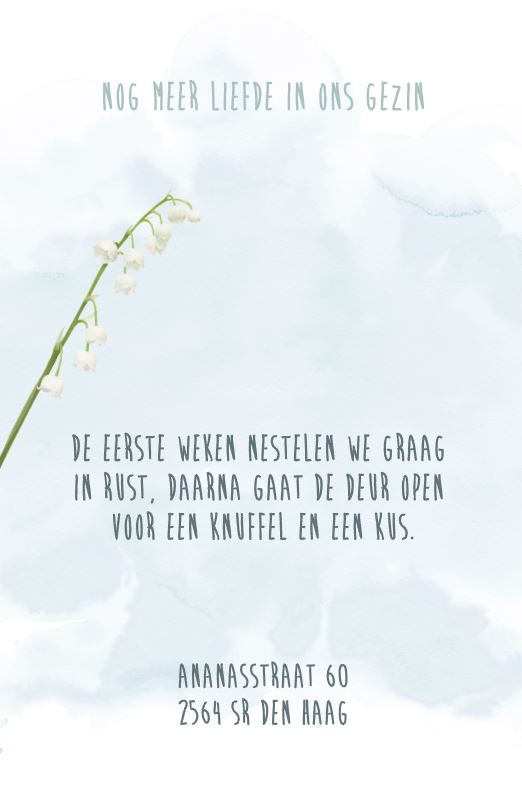 NOG MEER LIEFDE IN ONS GEZIN
DE EERSTE WEKEN NESTELEN WE GRAAG
IN RUST, DAARNA GAAT DE DEUR OPEN
VOOR EEN KNUFFEL EN EEN KUS.
ANANASSTRAAT 60
2564 SR DEN HAAG